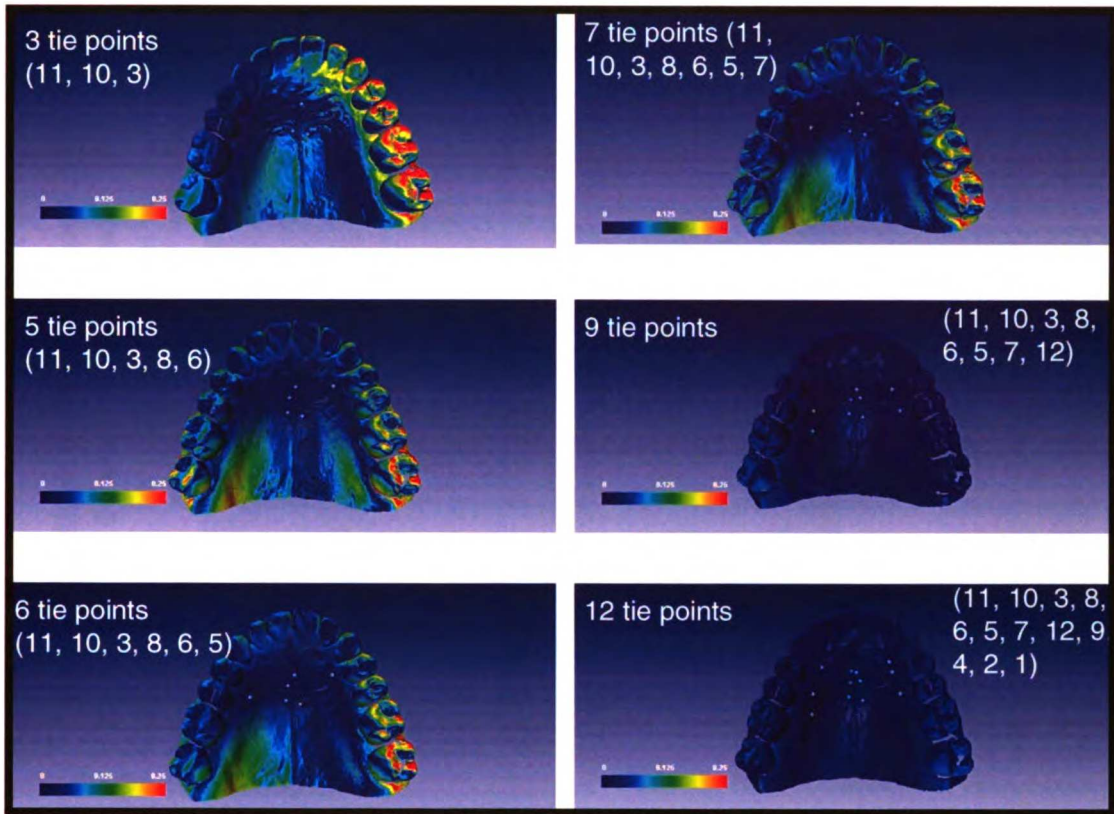 3 tie points
(11, 10, 3)
0 0.125 0.25
7 tie points (11,
10, 3, 8, 6, 5, 7)
0 0.125 0.25
5 tie points
(11, 10, 3, 8, 6)
0 0.125 0.25
9 tie points
(11, 10, 3, 8,
6, 5, 7, 12)
0 0.125 0.25
6 tie points
(11, 10, 3, 8, 6, 5)
0 0.125 0.25
12 tie points
(11, 10, 3, 8,
6, 5, 7, 12, 9
4, 2, 1)
0 0.125 0.25